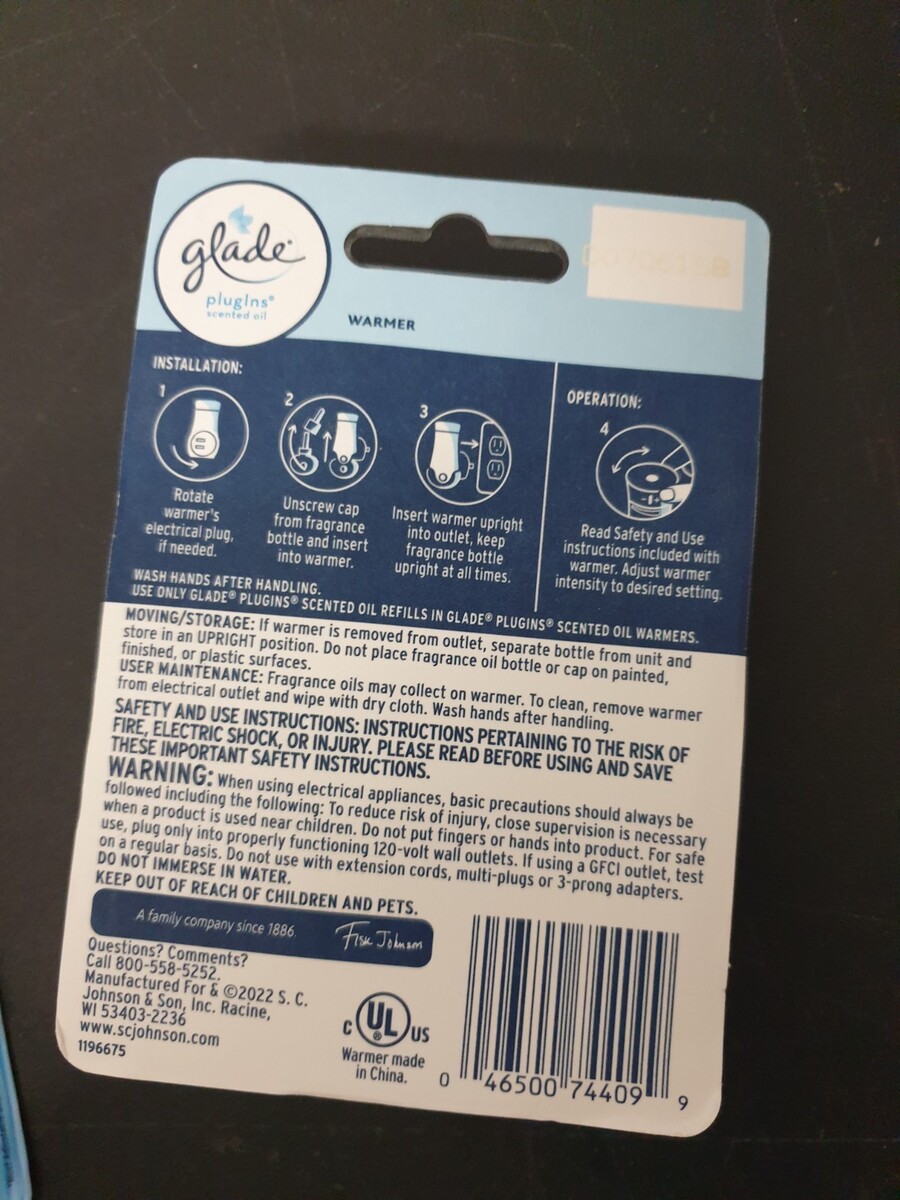 glade®
plugIns®
scented oil
WARMER
INSTALLATION:
1
Rotate
warmer's
electrical plug,
if needed.
2
Unscrew cap
from fragrance
bottle and insert
into warmer.
3
Insert warmer upright
into outlet, keep
fragrance bottle
upright at all times.
OPERATION:
4
Read Safety and Use
instructions included with
warmer. Adjust warmer
intensity to desired setting.
WASH HANDS AFTER HANDLING.
USE ONLY GLADE® PLUGINS® SCENTED OIL REFILLS IN GLADE® PLUGINS® SCENTED OIL WARMERS.
MOVING/STORAGE: If warmer is removed from outlet, separate bottle from unit and
store in an UPRIGHT position. Do not place fragrance oil bottle or cap on painted,
finished, or plastic surfaces.
USER MAINTENANCE: Fragrance oils may collect on warmer. To clean, remove warmer
from electrical outlet and wipe with dry cloth. Wash hands after handling.
SAFETY AND USE INSTRUCTIONS: INSTRUCTIONS PERTAINING TO THE RISK OF
FIRE, ELECTRIC SHOCK, OR INJURY. PLEASE READ BEFORE USING AND SAVE
THESE IMPORTANT SAFETY INSTRUCTIONS.
WARNING: When using electrical appliances, basic precautions should always be
followed including the following: To reduce risk of injury, close supervision is necessary
when a product is used near children. Do not put fingers or hands into product. For safe
use, plug only into properly functioning 120-volt wall outlets. If using a GFCI outlet, test
on a regular basis. Do not use with extension cords, multi-plugs or 3-prong adapters.
DO NOT IMMERSE IN WATER.
KEEP OUT OF REACH OF CHILDREN AND PETS.
A family company since 1886.
Fisk Johnson
Questions? Comments?
Call 800-558-5252.
Manufactured For & ©2022 S. C.
Johnson & Son, Inc. Racine,
WI 53403-2236
www.scjohnson.com
1196675
C UL® US
Warmer made
in China.
0 46500 74409 9